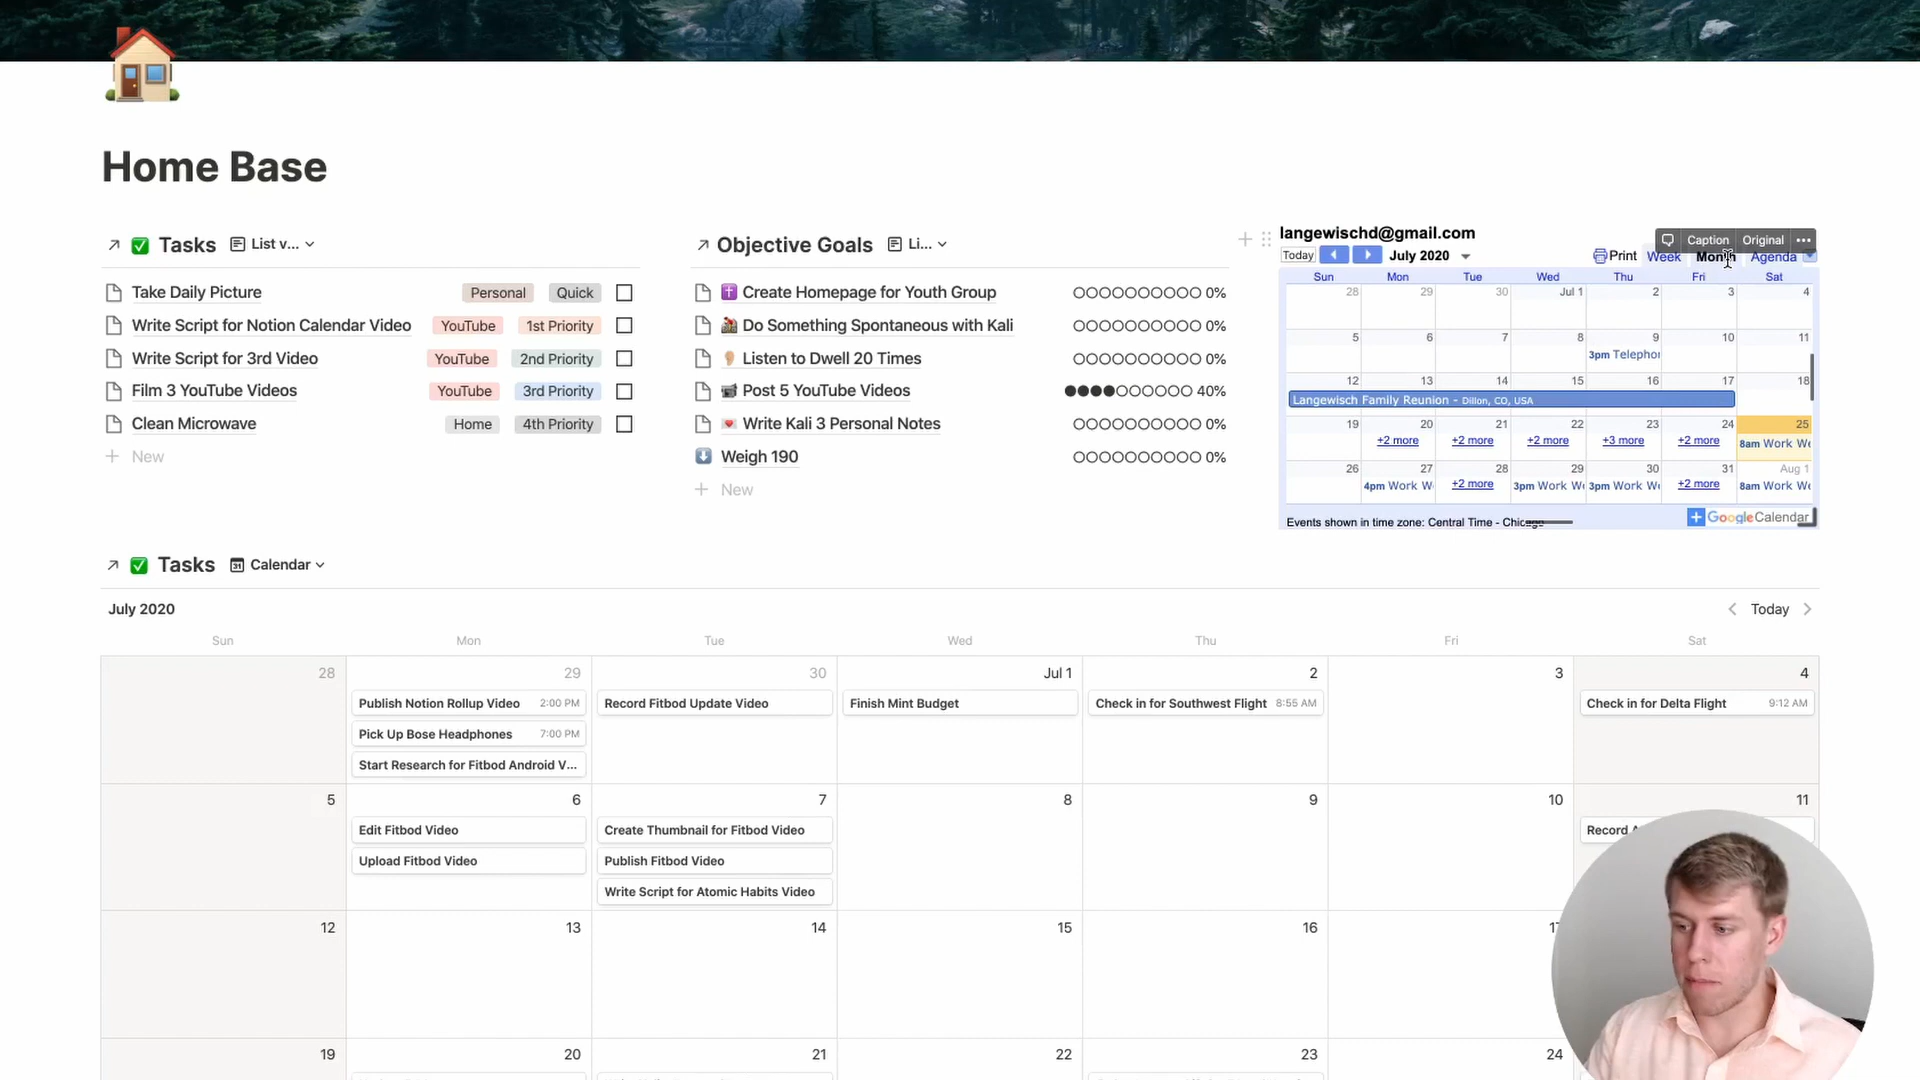 Home Base
Tasks List v...
Take Daily Picture Personal Quick
Write Script for Notion Calendar Video YouTube 1st Priority
Write Script for 3rd Video YouTube 2nd Priority
Film 3 YouTube Videos YouTube 3rd Priority
Clean Microwave Home 4th Priority
+ New
Objective Goals Li...
Create Homepage for Youth Group 0%
Do Something Spontaneous with Kali 0%
Listen to Dwell 20 Times 0%
Post 5 YouTube Videos 40%
Write Kali 3 Personal Notes 0%
Weigh 190 0%
+ New
langewischd@gmail.com
Caption Original
Today July 2020 Print Week Month Agenda
Sun Mon Tue Wed Thu Fri Sat
28 29 30 Jul 1 2 3 4
5 6 7 8 9 10 11
3pm Telephor
12 13 14 15 16 17 18
Langewisch Family Reunion - Dillon, CO, USA
19 20 21 22 23 24 25
+2 more +2 more +2 more +3 more +2 more 8am Work We
26 27 28 29 30 31 Aug 1
4pm Work W +2 more 3pm Work W 3pm Work W +2 more 8am Work We
Events shown in time zone: Central Time - Chicago
Google Calendar
Tasks Calendar
July 2020 Today
Sun Mon Tue Wed Thu Fri Sat
28 29 30 Jul 1 2 3 4
Publish Notion Rollup Video 2:00 PM Record Fitbod Update Video Finish Mint Budget Check in for Southwest Flight 8:55 AM Check in for Delta Flight 9:12 AM
Pick Up Bose Headphones 7:00 PM
Start Research for Fitbod Android V...
5 6 7 8 9 10 11
Edit Fitbod Video Create Thumbnail for Fitbod Video Record
Upload Fitbod Video Publish Fitbod Video
Write Script for Atomic Habits Video
12 13 14 15 16
19 20 21 22 23 24